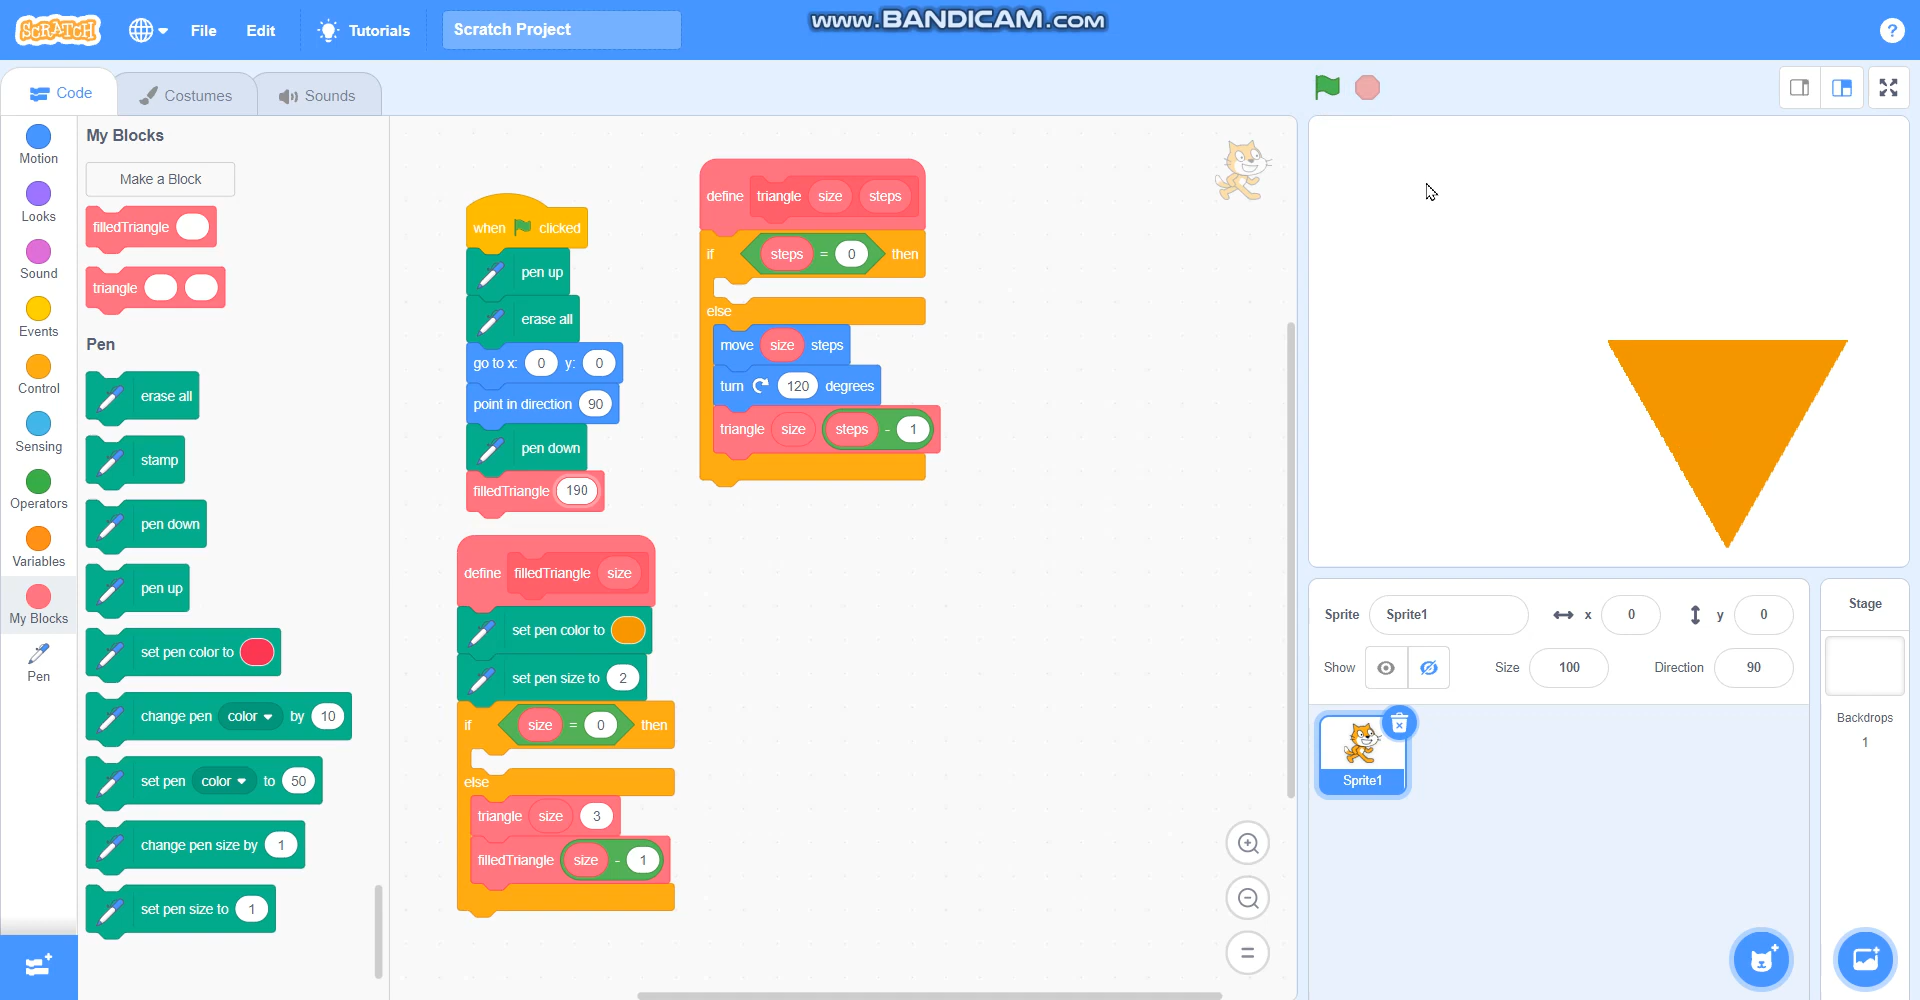 SCRATCH File Edit Tutorials Scratch Project www.BANDICAM.com ?
Code Costumes Sounds
Motion
Looks
Sound
Events
Control
Sensing
Operators
Variables
My Blocks
Pen
My Blocks
Make a Block
filledTriangle
triangle
Pen
erase all
stamp
pen down
pen up
set pen color to
change pen color by 10
set pen color to 50
change pen size by 1
set pen size to 1
when clicked
pen up
erase all
go to x: 0 y: 0
point in direction 90
pen down
filledTriangle 190
define filledTriangle size
set pen color to
set pen size to 2
if size = 0 then
else
triangle size 3
filledTriangle size - 1
define triangle size steps
if steps = 0 then
else
move size steps
turn 120 degrees
triangle size steps - 1
Sprite Sprite1 x 0 y 0
Show Size 100 Direction 90
Sprite1
Stage
Backdrops
1